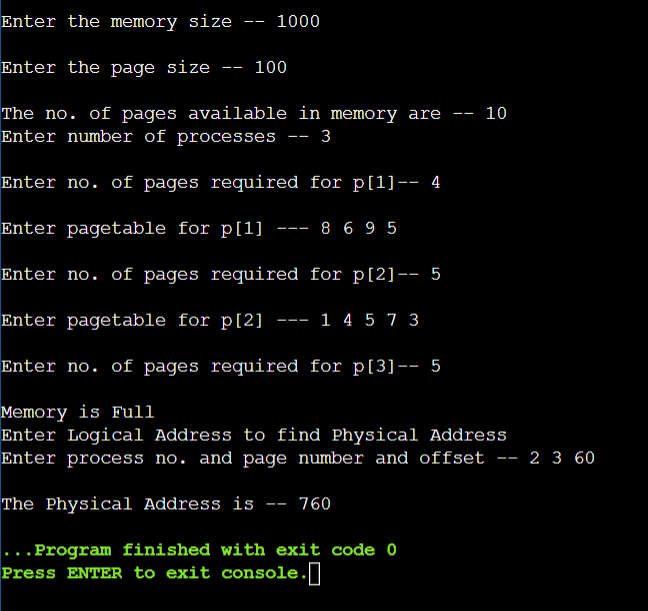 Enter the memory size -- 1000
Enter the page size -- 100
The no. of pages available in memory are -- 10
Enter number of processes -- 3
Enter no. of pages required for p[1]-- 4
Enter pagetable for p[1] --- 8 6 9 5
Enter no. of pages required for p[2]-- 5
Enter pagetable for p[2] --- 1 4 5 7 3
Enter no. of pages required for p[3]-- 5
Memory is Full
Enter Logical Address to find Physical Address
Enter process no. and page number and offset -- 2 3 60
The Physical Address is -- 760
...Program finished with exit code 0
Press ENTER to exit console.